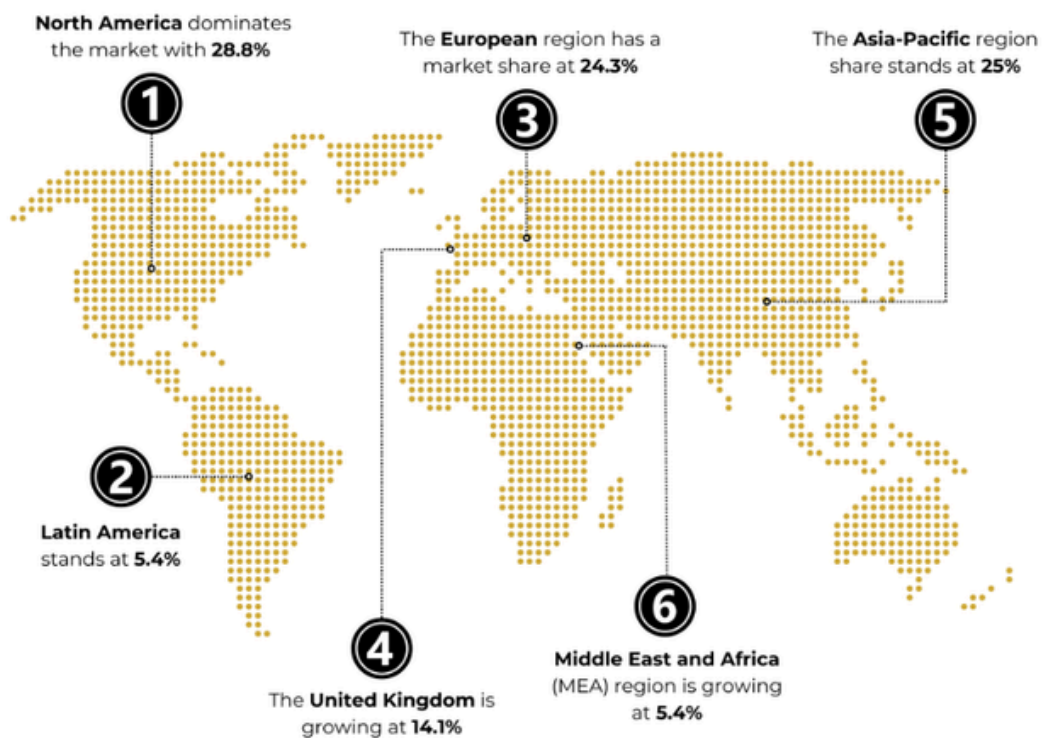 North America dominates
the market with 28.8%
1
Latin America
stands at 5.4%
2
The European region has a
market share at 24.3%
3
The United Kingdom is
growing at 14.1%
4
The Asia-Pacific region
share stands at 25%
5
Middle East and Africa
(MEA) region is growing
at 5.4%
6